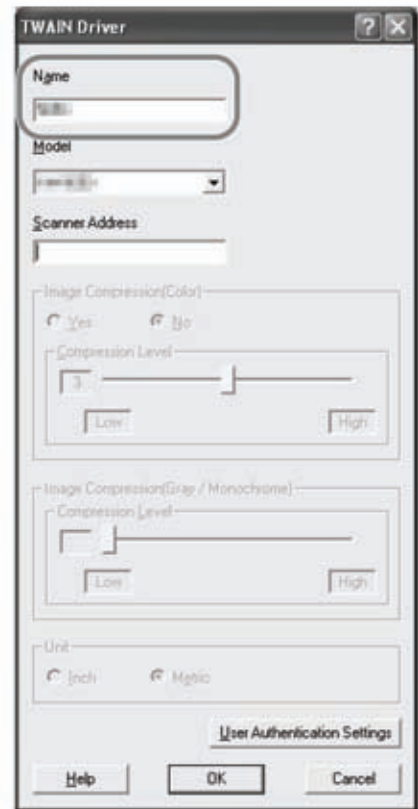 TWAIN Driver
Name
Model
Scanner Address
Image Compression(Color)
Yes No
Compression Level
3
Low High
Image Compression(Gray / Monochrome)
Compression Level
Low High
Unit
Inch Metric
User Authentication Settings
Help OK Cancel